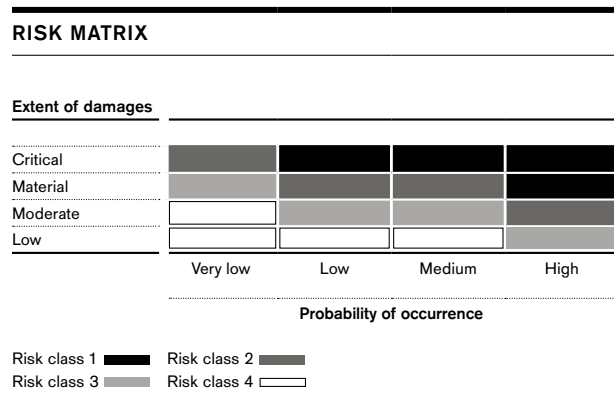 RISK MATRIX
Extent of damages
Critical
Material
Moderate
Low
Very low Low Medium High
Probability of occurrence
Risk class 1 Risk class 2
Risk class 3 Risk class 4